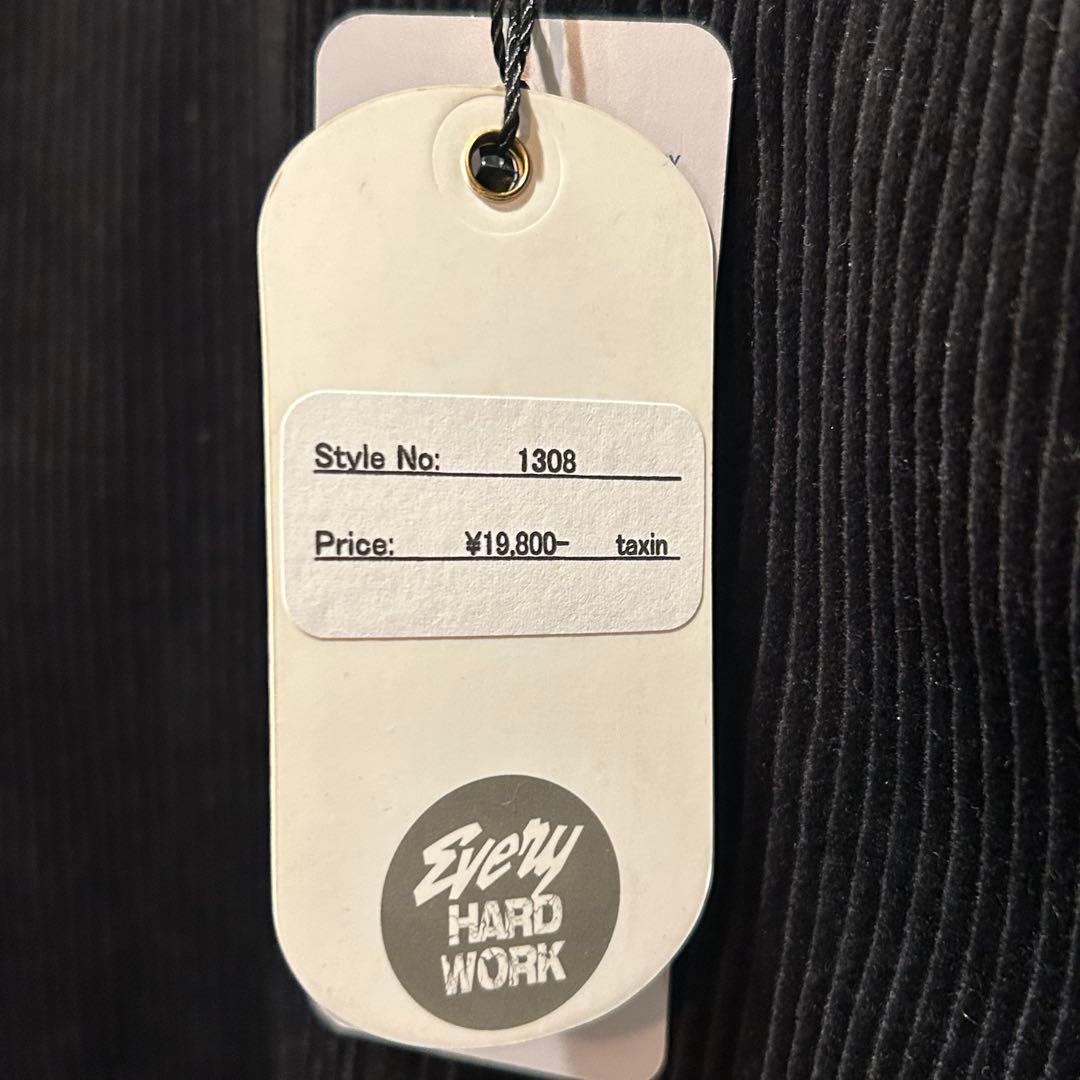 Style No: 1308
Price: ¥19,800- taxin
Every
HARD
WORK